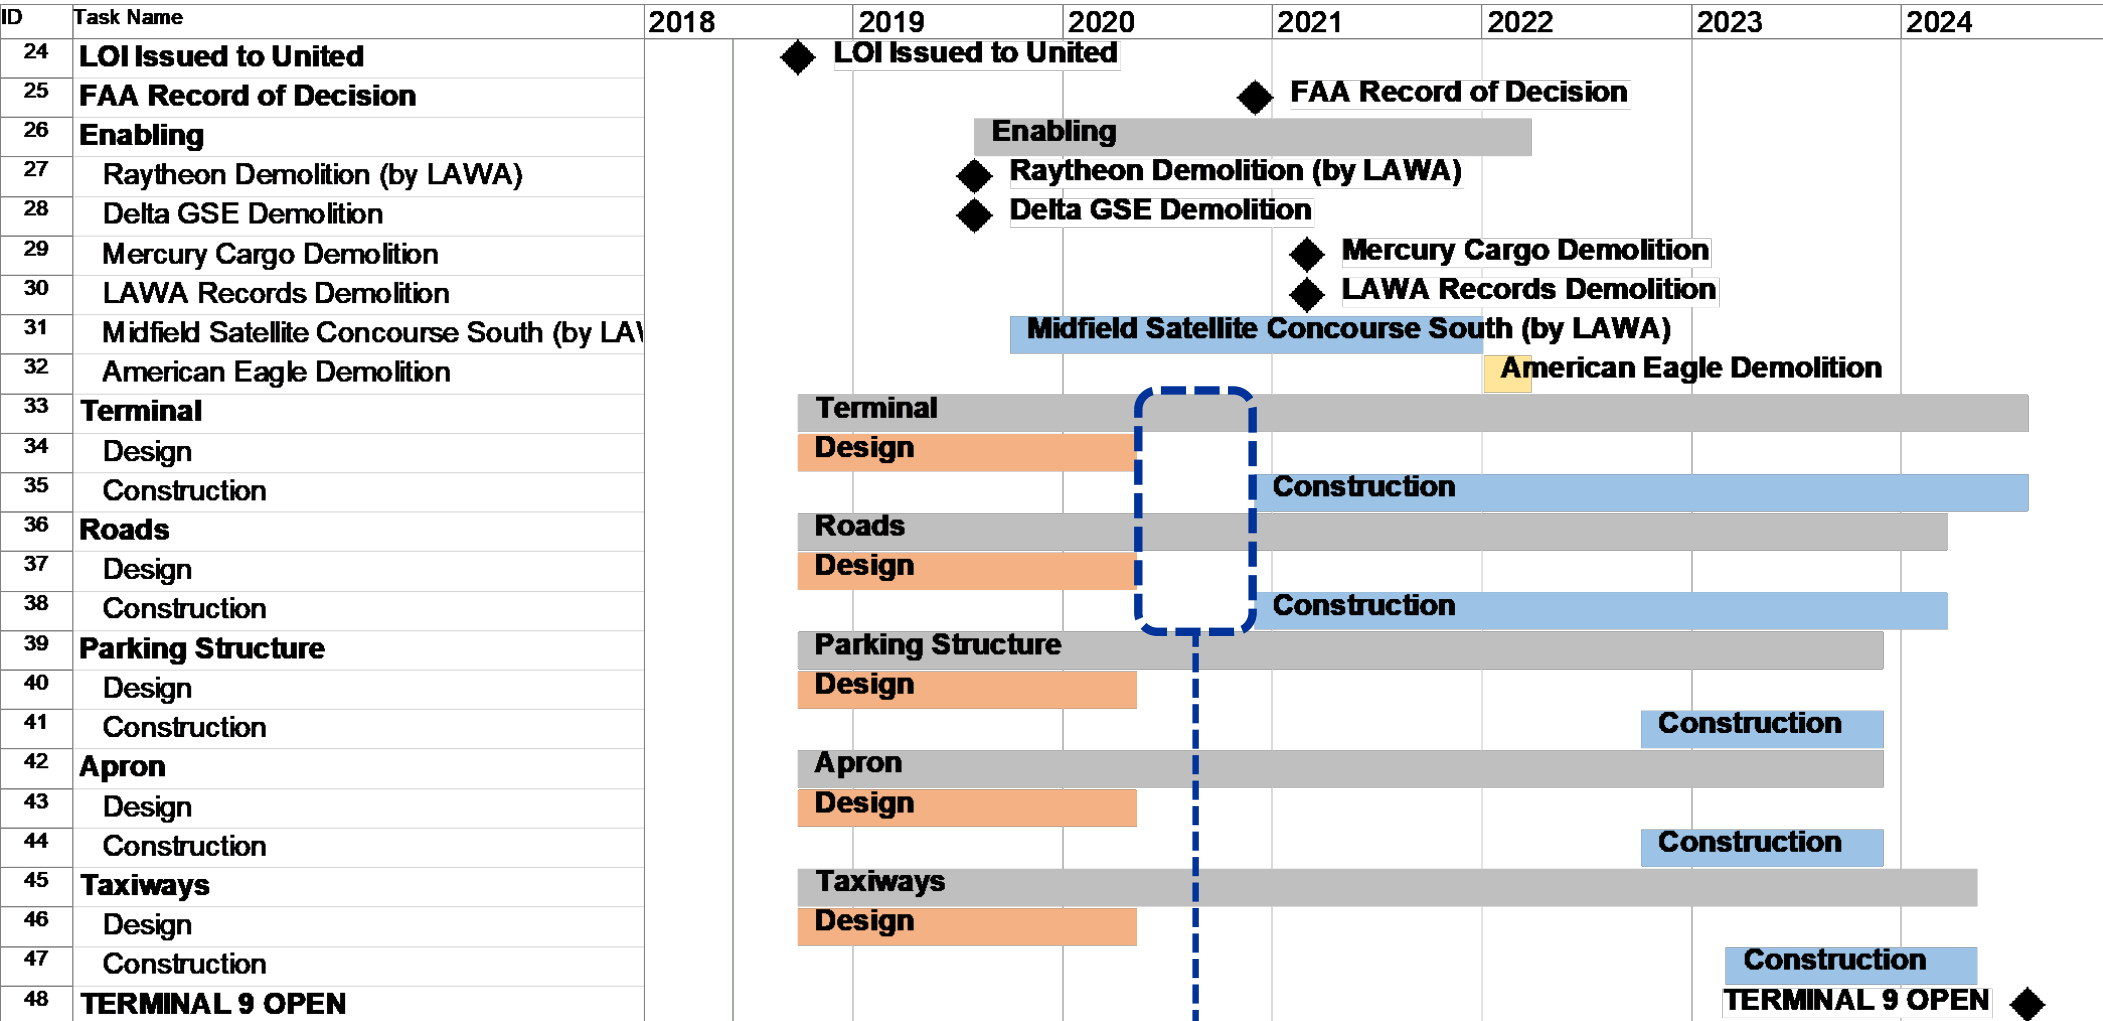 ID Task Name 2018 2019 2020 2021 2022 2023 2024
24 LOI Issued to United LOI Issued to United
25 FAA Record of Decision FAA Record of Decision
26 Enabling Enabling
27 Raytheon Demolition (by LAWA) Raytheon Demolition (by LAWA)
28 Delta GSE Demolition Delta GSE Demolition
29 Mercury Cargo Demolition Mercury Cargo Demolition
30 LAWA Records Demolition LAWA Records Demolition
31 Midfield Satellite Concourse South (by LAW Midfield Satellite Concourse South (by LAWA)
32 American Eagle Demolition American Eagle Demolition
33 Terminal Terminal
34 Design Design
35 Construction Construction
36 Roads Roads
37 Design Design
38 Construction Construction
39 Parking Structure Parking Structure
40 Design Design
41 Construction Construction
42 Apron Apron
43 Design Design
44 Construction Construction
45 Taxiways Taxiways
46 Design Design
47 Construction Construction
48 TERMINAL 9 OPEN TERMINAL 9 OPEN